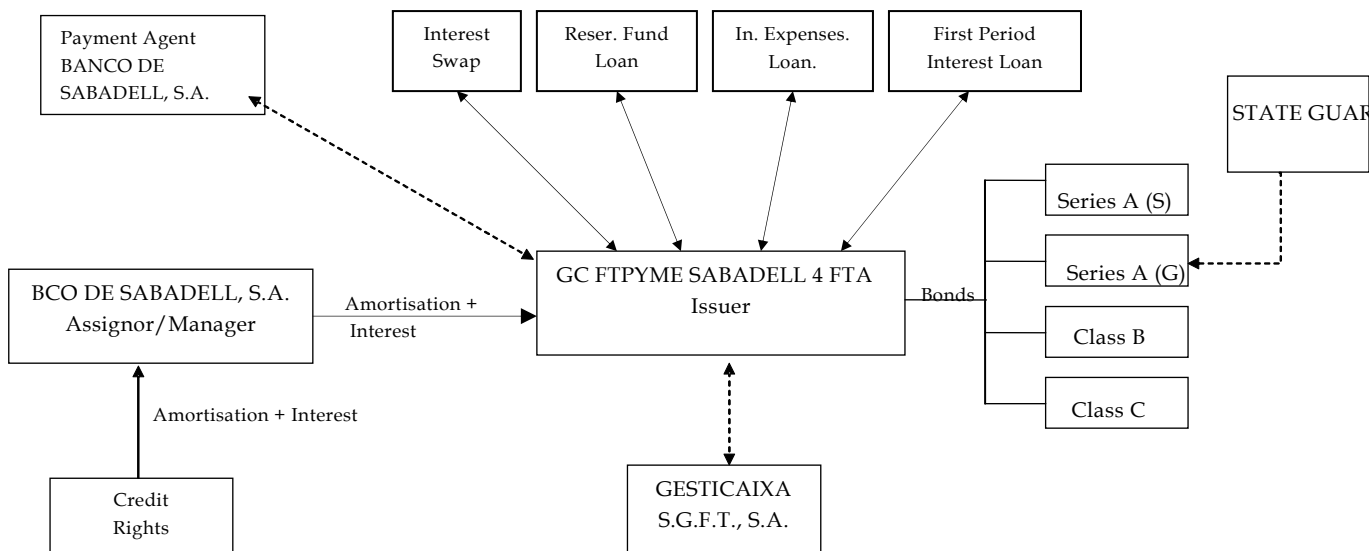 Payment Agent
BANCO DE
SABADELL, S.A.
Interest
Swap
Reser. Fund
Loan
In. Expenses.
Loan.
First Period
Interest Loan
STATE GUAR
Series A (S)
Series A (G)
Class B
Class C
GC FTPYME SABADELL 4 FTA
Issuer
Bonds
BCO DE SABADELL, S.A.
Assignor/Manager
Amortisation +
Interest
Amortisation + Interest
Credit
Rights
GESTICAIXA
S.G.F.T., S.A.